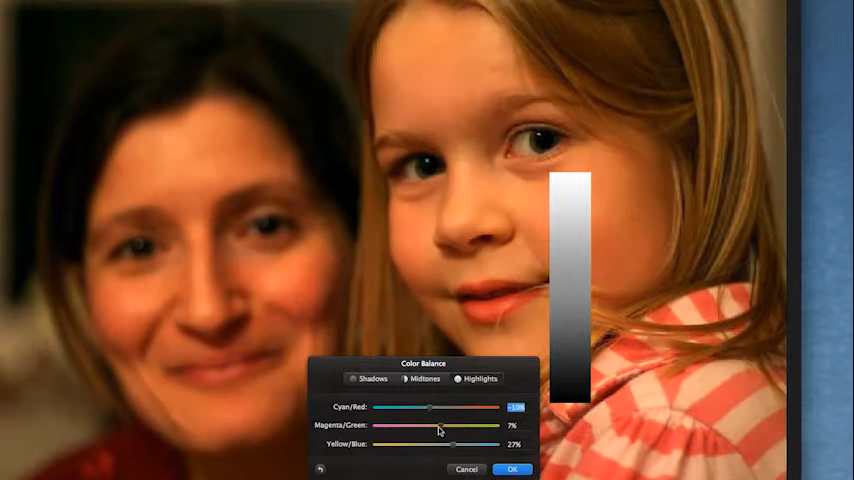 Color Balance
Shadows Midtones Highlights
Cyan/Red: -10%
Magenta/Green: 7%
Yellow/Blue: 27%
Cancel OK